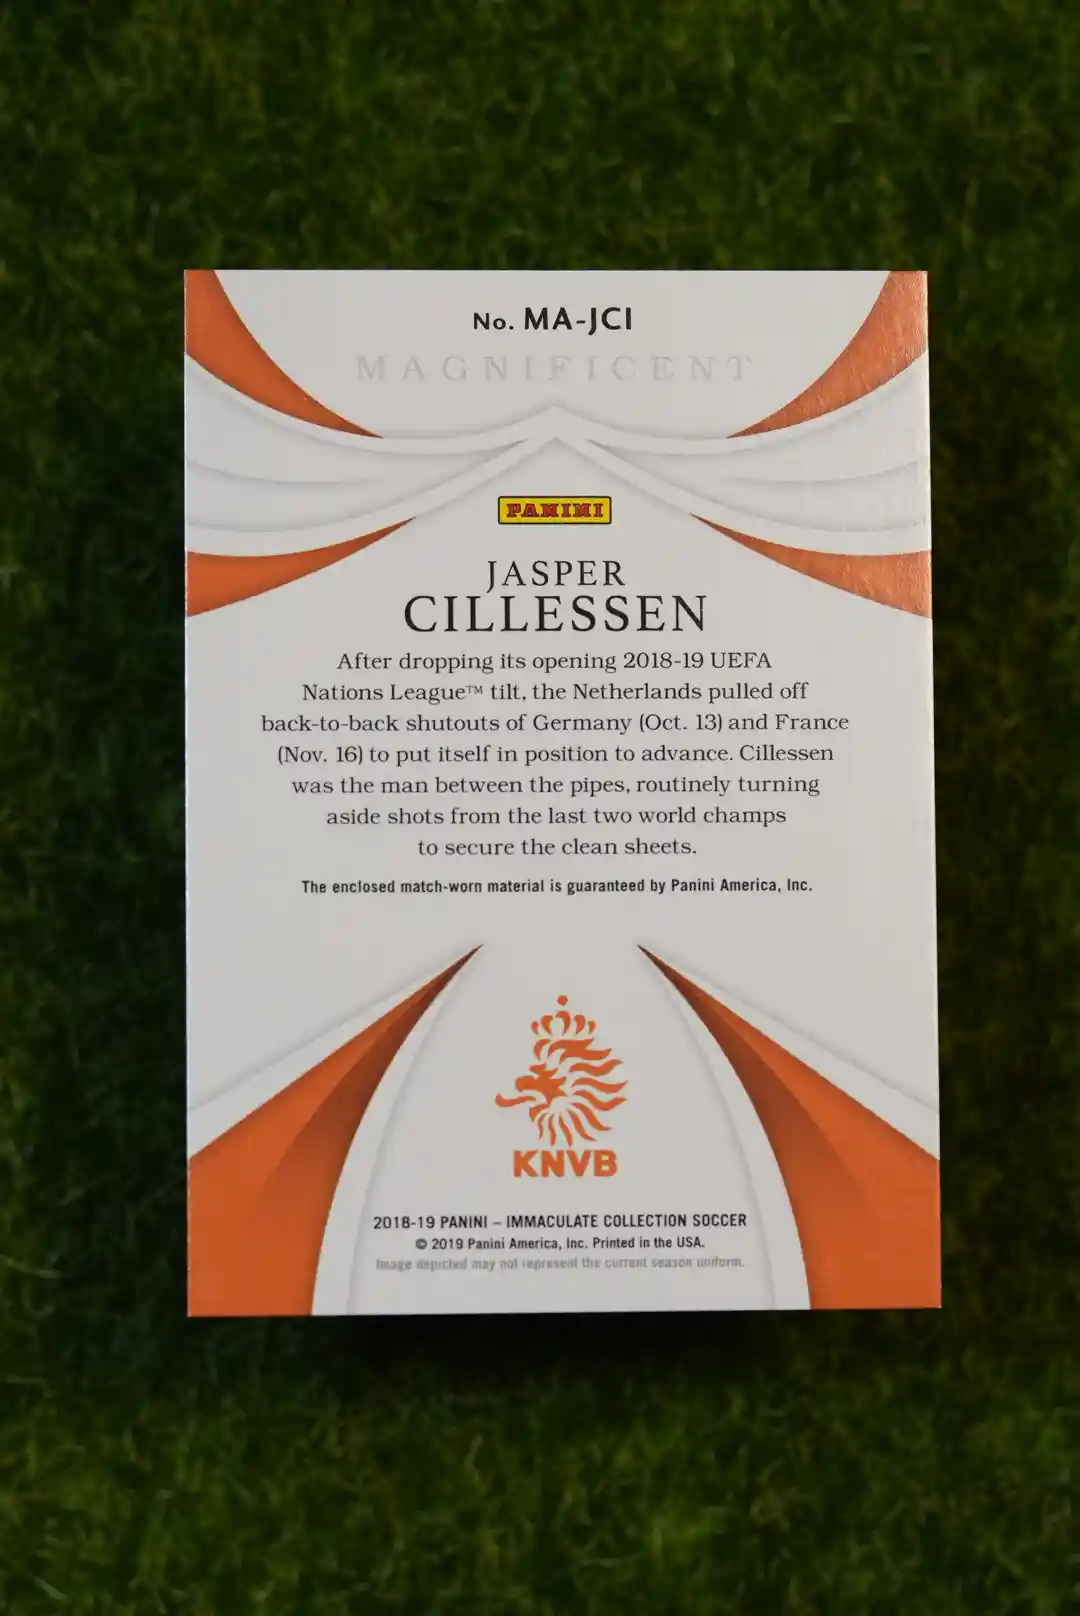 No. MA-JCI
MAGNIFICENT
PANINI
JASPER
CILLESSEN
After dropping its opening 2018-19 UEFA
Nations League™ tilt, the Netherlands pulled off
back-to-back shutouts of Germany (Oct. 13) and France
(Nov. 16) to put itself in position to advance. Cillessen
was the man between the pipes, routinely turning
aside shots from the last two world champs
to secure the clean sheets.
The enclosed match-worn material is guaranteed by Panini America, Inc.
KNVB
2018-19 PANINI – IMMACULATE COLLECTION SOCCER
© 2019 Panini America, Inc. Printed in the USA.
Image depicted may not represent the current season uniform.